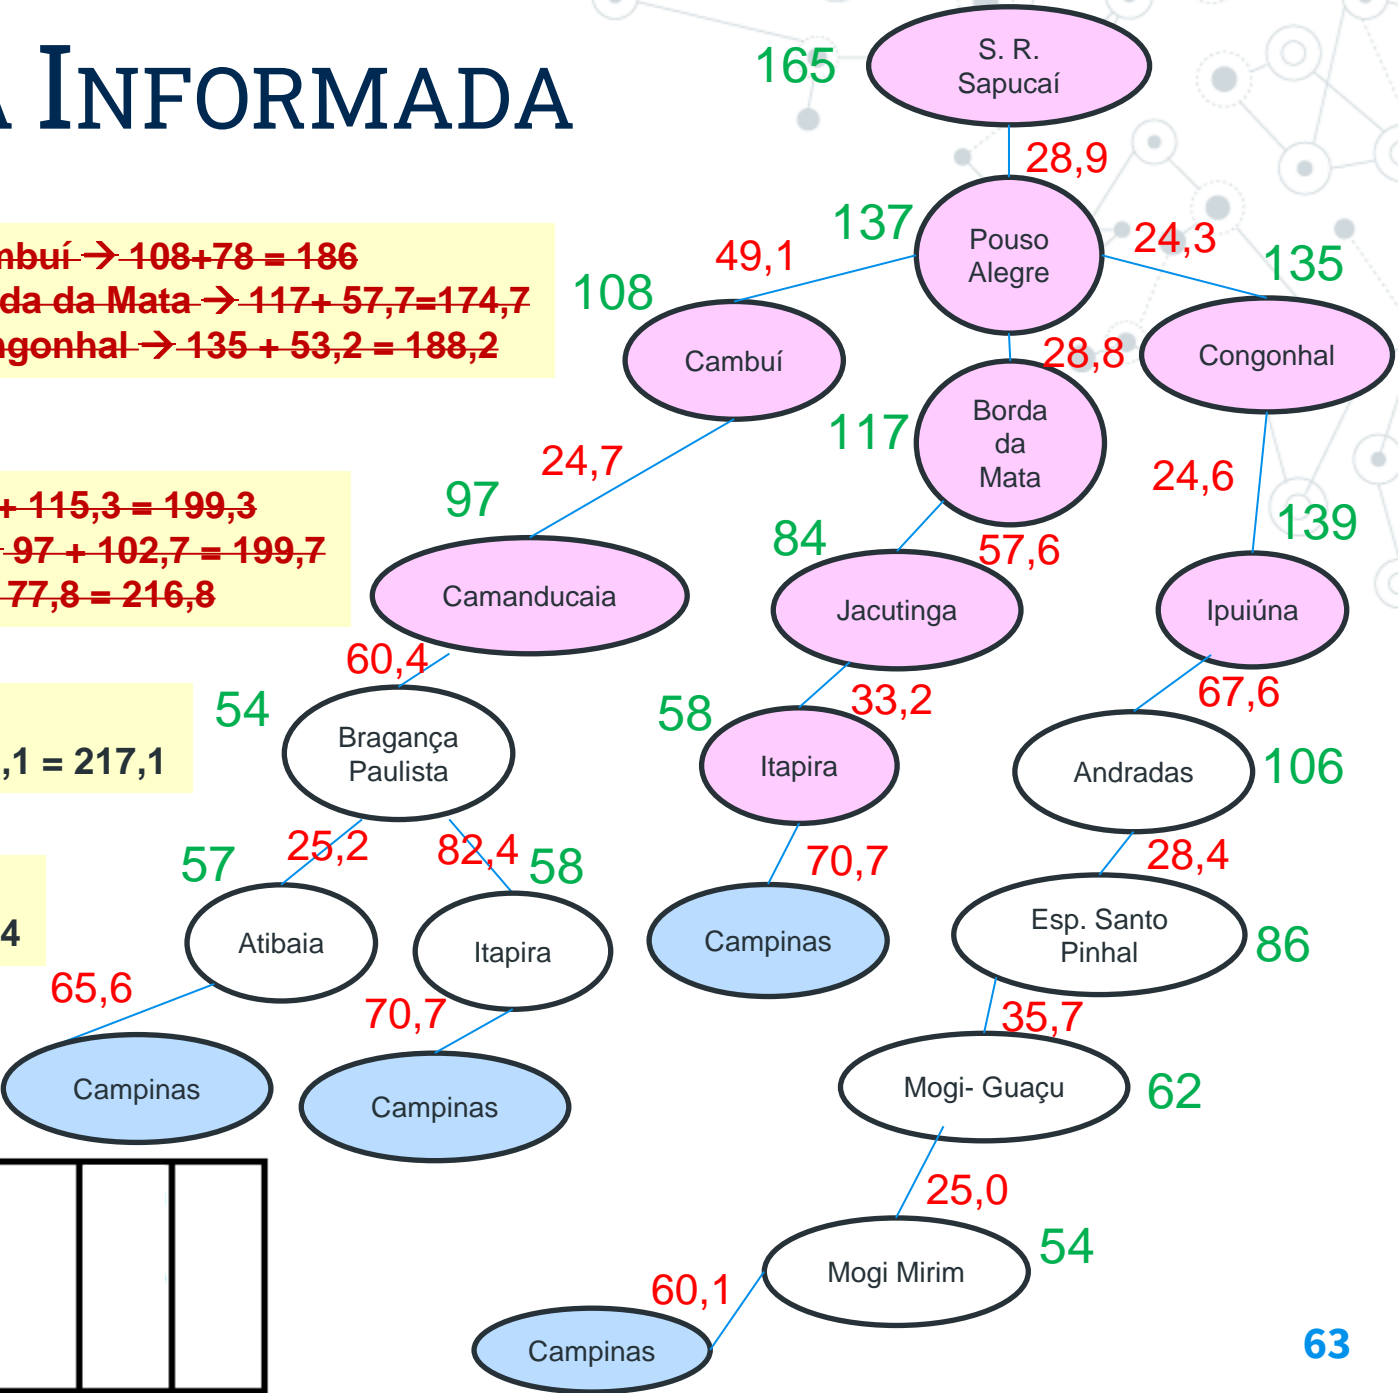 A INFORMADA
mbuí → 108+78 = 186
da da Mata → 117+ 57,7=174,7
ngonhal → 135 + 53,2 = 188,2
+ 115,3 = 199,3
97 + 102,7 = 199,7
77,8 = 216,8
,1 = 217,1
4
165
S. R.
Sapucaí
28,9
137
Pouso
Alegre
49,1
24,3
108
135
Cambuí
28,8
Congonhal
117
Borda
da
Mata
24,7
24,6
97
84
57,6
139
Camanducaia
Jacutinga
Ipuiúna
60,4
33,2
67,6
54
Bragança
Paulista
58
Itapira
Andradas
106
25,2
82,4
70,7
28,4
57
58
Atibaia
Itapira
Campinas
Esp. Santo
Pinhal
86
65,6
70,7
35,7
Campinas
Campinas
Mogi- Guaçu
62
25,0
54
Mogi Mirim
60,1
Campinas
63